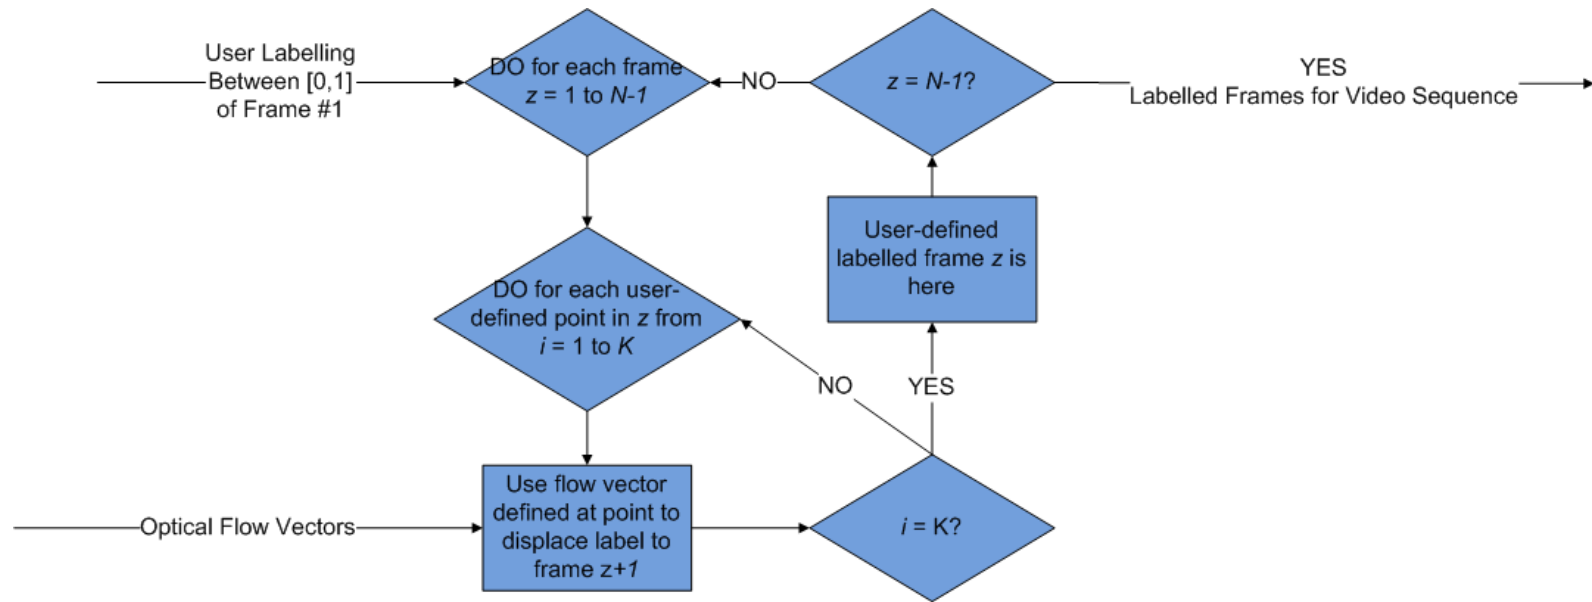 User Labelling
Between [0,1]
of Frame #1
DO for each frame
z = 1 to N-1
NO
z = N-1?
YES
Labelled Frames for Video Sequence
User-defined
labelled frame z is
here
DO for each user-
defined point in z from
i = 1 to K
NO
YES
Optical Flow Vectors
Use flow vector
defined at point to
displace label to
frame z+1
i = K?